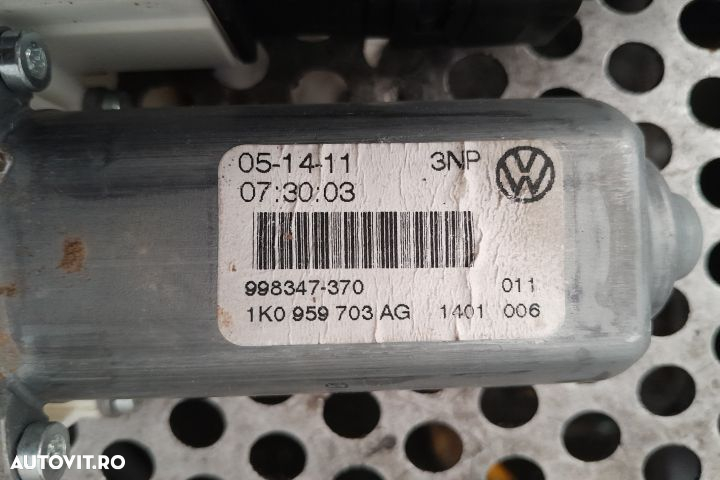 05-14-11 3NP
07:30:03
998347-370 011
1K0 959 703 AG 1401 006
AUTOVIT.RO